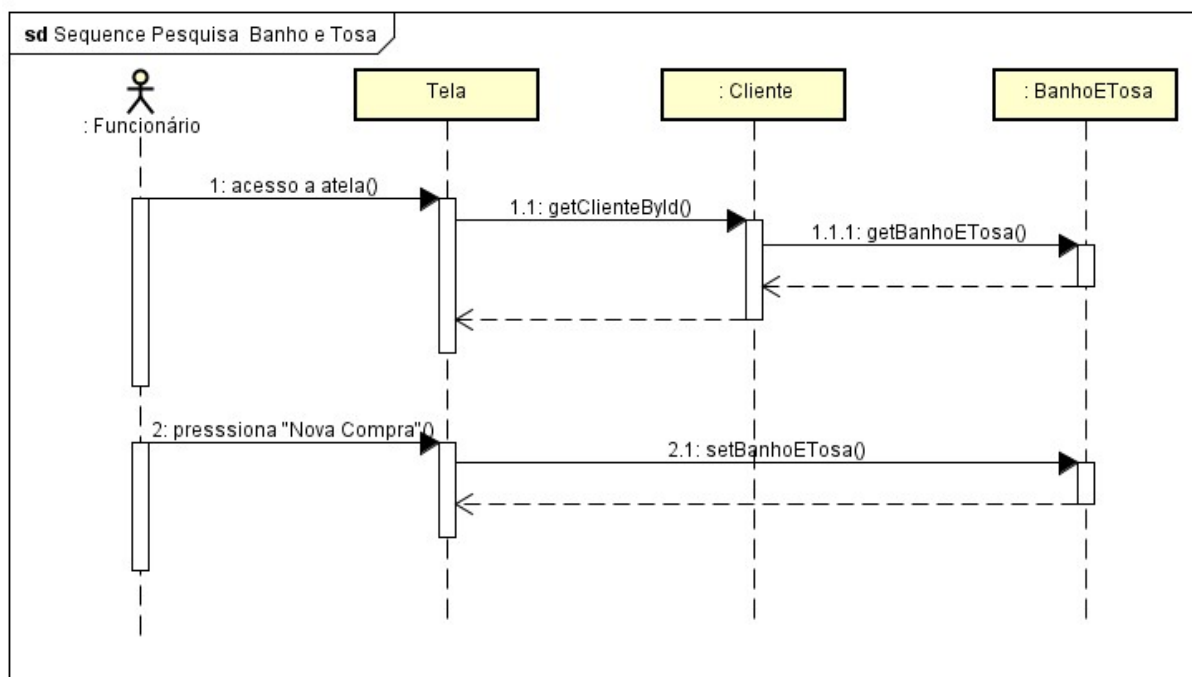 sd Sequence Pesquisa  Banho e Tosa
Tela
: Cliente
: BanhoETosa
: Funcionário
1: acesso a atela()
1.1: getClienteById()
1.1.1: getBanhoETosa()
2: presssiona "Nova Compra"()
2.1: setBanhoETosa()